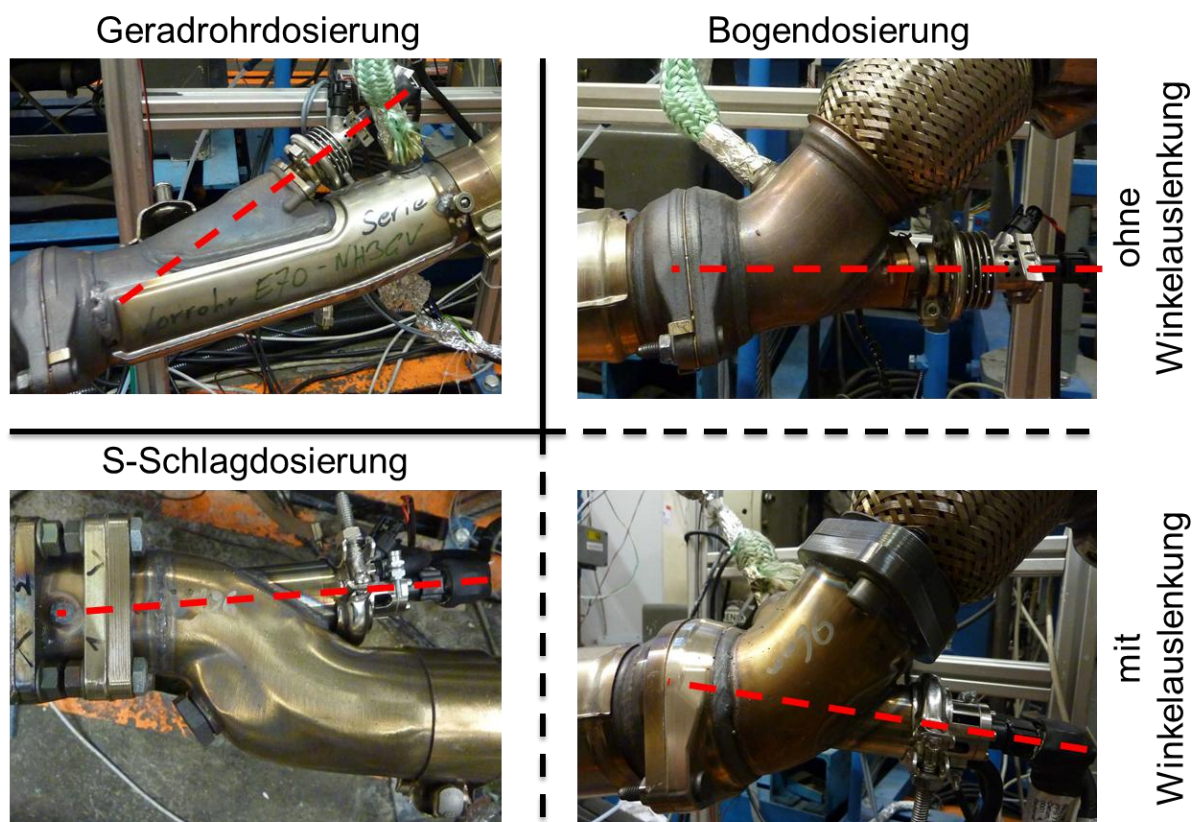 Geradrohrdosierung
Bogendosierung
Serie
Vorrohr E70-NH3GV
ohne
Winkelauslenkung
S-Schlagdosierung
mit
Winkelauslenkung